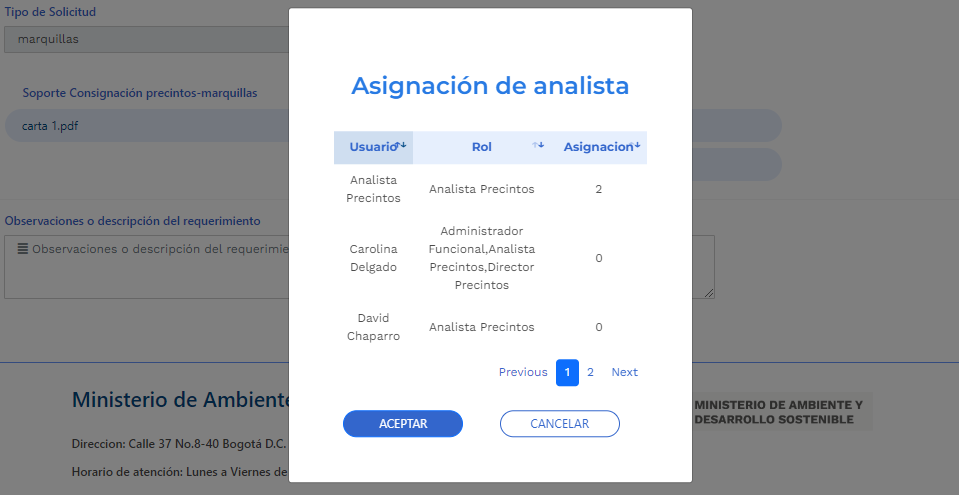 Tipo de Solicitud
marquillas
Soporte Consignación precintos-marquillas
carta 1.pdf
Observaciones o descripción del requerimiento
Observaciones o descripción del requerimie
Asignación de analista
Usuario Rol Asignacion
Analista
Precintos
Analista Precintos
2
Carolina
Delgado
Administrador
Funcional,Analista
Precintos,Director
Precintos
0
David
Chaparro
Analista Precintos
0
Previous 1 2 Next
ACEPTAR CANCELAR
Ministerio de Ambiente
Direccion: Calle 37 No.8-40 Bogotá D.C.
Horario de atención: Lunes a Viernes de
MINISTERIO DE AMBIENTE Y
DESARROLLO SOSTENIBLE